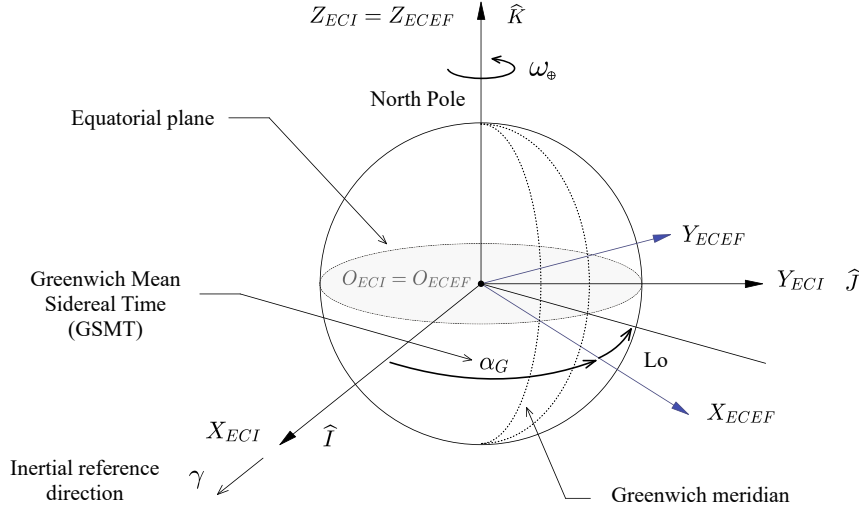 Z_ECI = Z_ECEF
K̂
ω⊕
North Pole
Equatorial plane
Y_ECEF
O_ECI = O_ECEF
Y_ECI Ĵ
Greenwich Mean
Sidereal Time
(GSMT)
α_G
Lo
X_ECEF
X_ECI
Î
Inertial reference
direction
γ
Greenwich meridian